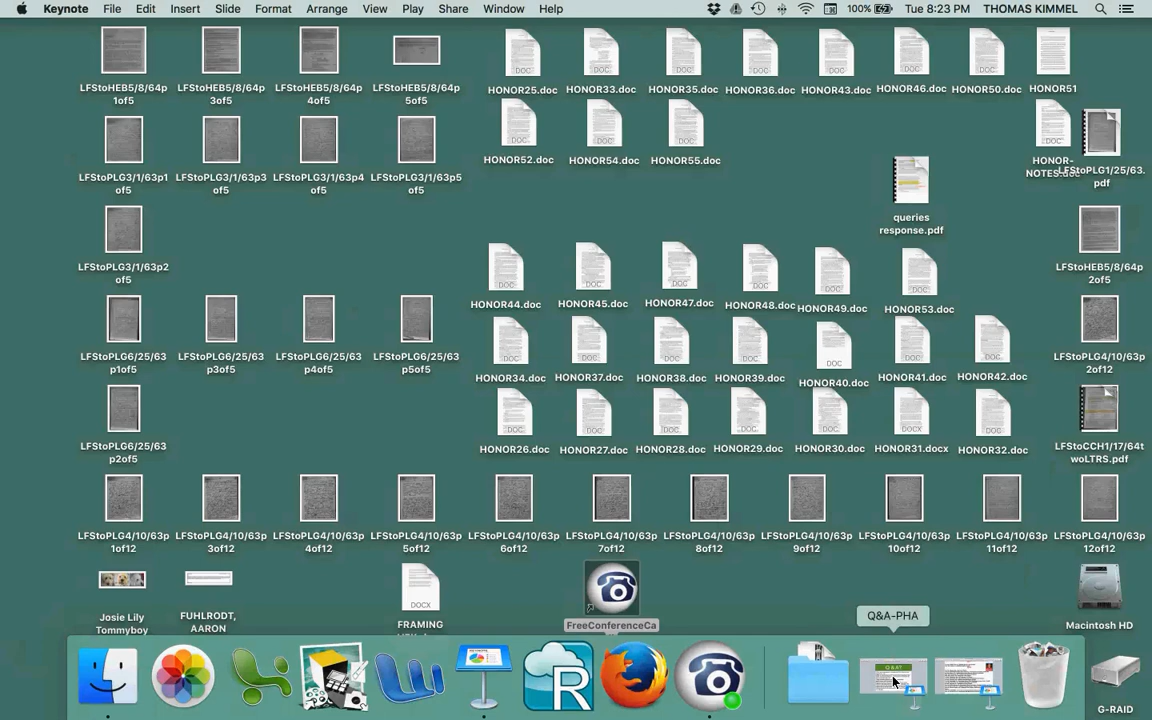 Keynote File Edit Insert Slide Format Arrange View Play Share Window Help 100% Tue 8:23 PM THOMAS KIMMEL
LFStoHEB5/8/64p
1of5
LFStoHEB5/8/64p
3of5
LFStoHEB5/8/64p
4of5
LFStoHEB5/8/64p
5of5
HONOR25.doc
HONOR33.doc
HONOR35.doc
HONOR36.doc
HONOR43.doc
HONOR46.doc
HONOR50.doc
HONOR51
HONOR52.doc
HONOR54.doc
HONOR55.doc
HONOR-
NOTES.doc
LFStoPLG1/25/63.
pdf
LFStoPLG3/1/63p1
of5
LFStoPLG3/1/63p3
of5
LFStoPLG3/1/63p4
of5
LFStoPLG3/1/63p5
of5
queries
response.pdf
LFStoPLG3/1/63p2
of5
LFStoHEB5/8/64p
2of5
HONOR44.doc
HONOR45.doc
HONOR47.doc
HONOR48.doc
HONOR49.doc
HONOR53.doc
LFStoPLG6/25/63
p1of5
LFStoPLG6/25/63
p3of5
LFStoPLG6/25/63
p4of5
LFStoPLG6/25/63
p5of5
HONOR34.doc
HONOR37.doc
HONOR38.doc
HONOR39.doc
HONOR40.doc
HONOR41.doc
HONOR42.doc
LFStoPLG4/10/63p
2of12
LFStoPLG6/25/63
p2of5
HONOR26.doc
HONOR27.doc
HONOR28.doc
HONOR29.doc
HONOR30.doc
HONOR31.docx
HONOR32.doc
LFStoCCH1/17/64t
woLTRS.pdf
LFStoPLG4/10/63p
1of12
LFStoPLG4/10/63p
3of12
LFStoPLG4/10/63p
4of12
LFStoPLG4/10/63p
5of12
LFStoPLG4/10/63p
6of12
LFStoPLG4/10/63p
7of12
LFStoPLG4/10/63p
8of12
LFStoPLG4/10/63p
9of12
LFStoPLG4/10/63p
10of12
LFStoPLG4/10/63p
11of12
LFStoPLG4/10/63p
12of12
Josie Lily
Tommyboy
FUHLRODT,
AARON
DOCX
FRAMING
FreeConferenceCa
Q&A-PHA
Macintosh HD
G-RAID